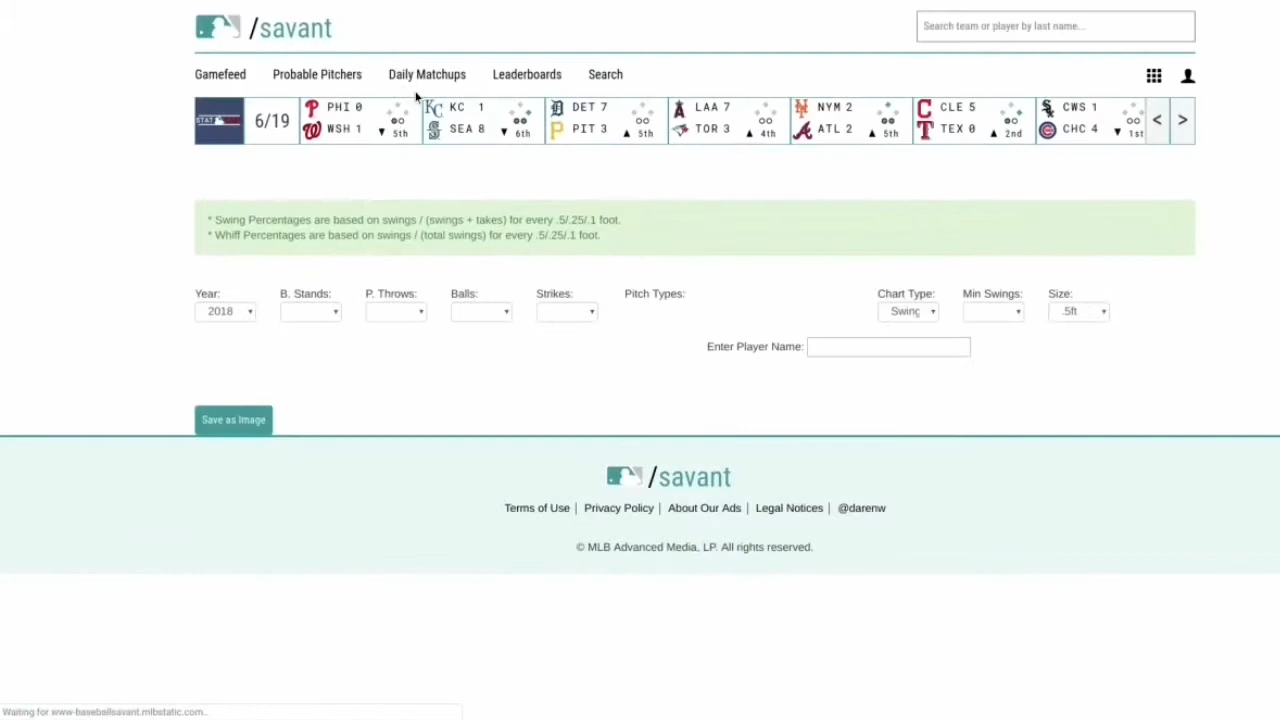 /savant
Search team or player by last name...
Gamefeed Probable Pitchers Daily Matchups Leaderboards Search
STAT 6/19 PHI 0 KC 1 DET 7 LAA 7 NYM 2 CLE 5 CWS 1 < >
WSH 1 ▼ 5th SEA 8 ▼ 6th PIT 3 ▲ 5th TOR 3 ▲ 4th ATL 2 ▲ 5th TEX 0 ▲ 2nd CHC 4 ▼ 1st
* Swing Percentages are based on swings / (swings + takes) for every .5/.25/.1 foot.
* Whiff Percentages are based on swings / (total swings) for every .5/.25/.1 foot.
Year: B. Stands: P. Throws: Balls: Strikes: Pitch Types: Chart Type: Min Swings: Size:
2018 Swing .5ft
Enter Player Name:
Save as Image
/savant
Terms of Use | Privacy Policy | About Our Ads | Legal Notices | @darenw
© MLB Advanced Media, LP. All rights reserved.
Waiting for www-baseballsavant.mlbstatic.com...